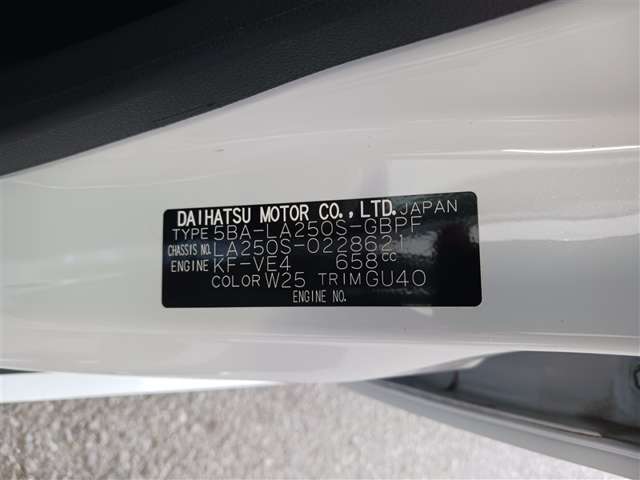 DAIHATSU MOTOR CO.,LTD. JAPAN
TYPE 5BA-LA250S-GBPF
CHASSIS NO. LA250S-0228621
ENGINE KF-VE4 658CC
COLOR W25 TRIM GU40
ENGINE NO.